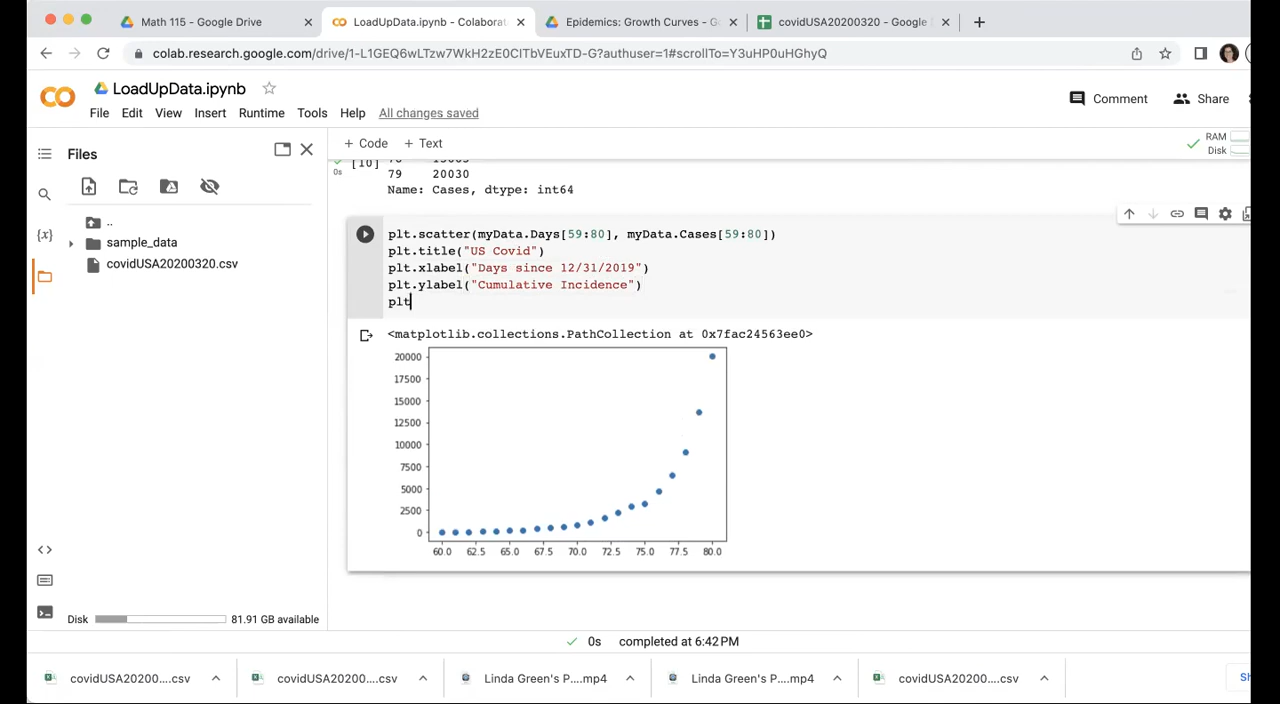 Math 115 - Google Drive
LoadUpData.ipynb - Colaborat
Epidemics: Growth Curves - G
covidUSA20200320 - Google
colab.research.google.com/drive/1-L1GEQ6wLTzw7WkH2zE0ClTbVEuxTD-G?authuser=1#scrollTo=Y3uHP0uHGhyQ
LoadUpData.ipynb
File Edit View Insert Runtime Tools Help All changes saved
Comment
Share
Files
+ Code + Text
RAM
Disk
..
sample_data
covidUSA20200320.csv
[10]
0s
79 20030
Name: Cases, dtype: int64
plt.scatter(myData.Days[59:80], myData.Cases[59:80])
plt.title("US Covid")
plt.xlabel("Days since 12/31/2019")
plt.ylabel("Cumulative Incidence")
plt
<matplotlib.collections.PathCollection at 0x7fac24563ee0>
20000
17500
15000
12500
10000
7500
5000
2500
0
60.0 62.5 65.0 67.5 70.0 72.5 75.0 77.5 80.0
Disk 81.91 GB available
0s completed at 6:42 PM
covidUSA20200....csv
covidUSA20200....csv
Linda Green's P....mp4
Linda Green's P....mp4
covidUSA20200....csv